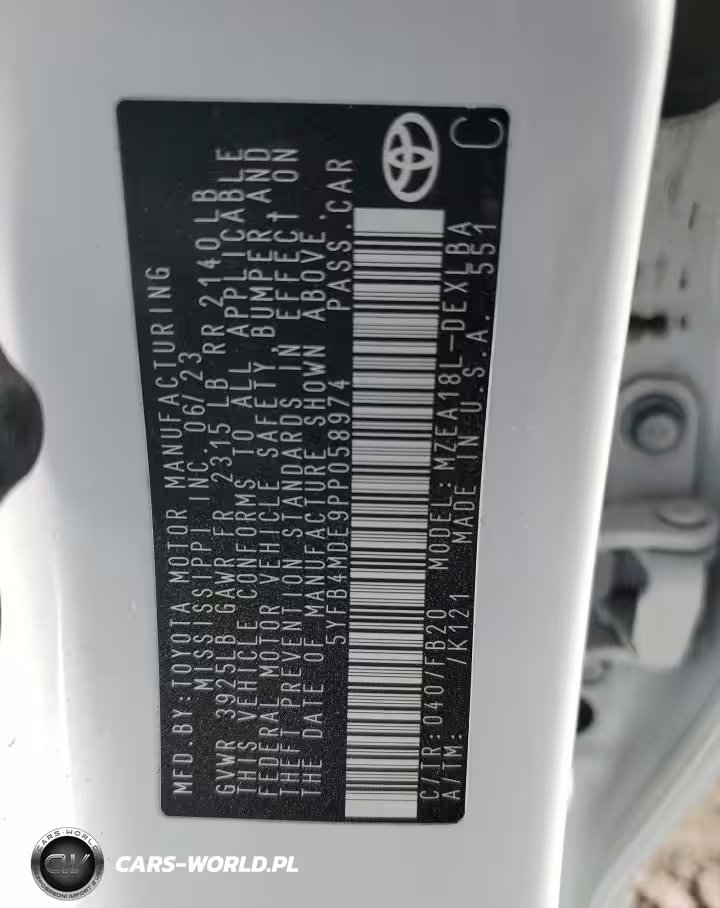 MFD.BY:TOYOTA MOTOR MANUFACTURING
MISSISSIPPI INC. 06/23
GVWR 3925LB GAWR FR 2315 LB RR 2140 LB
THIS VEHICLE CONFORMS TO ALL APPLICABLE
FEDERAL MOTOR VEHICLE SAFETY, BUMPER AND
THEFT PREVENTION STANDARDS IN EFFECT ON
THE DATE OF MANUFACTURE SHOWN ABOVE.
5YFB4MDE9PP058974 PASS.CAR
C/TR: 040/FB20 MODEL:MZEA18L-DEXLBA
A/TM: /K121 MADE IN U.S.A. 551
C
CARS-WORLD
CW
CARS-WORLD.PL